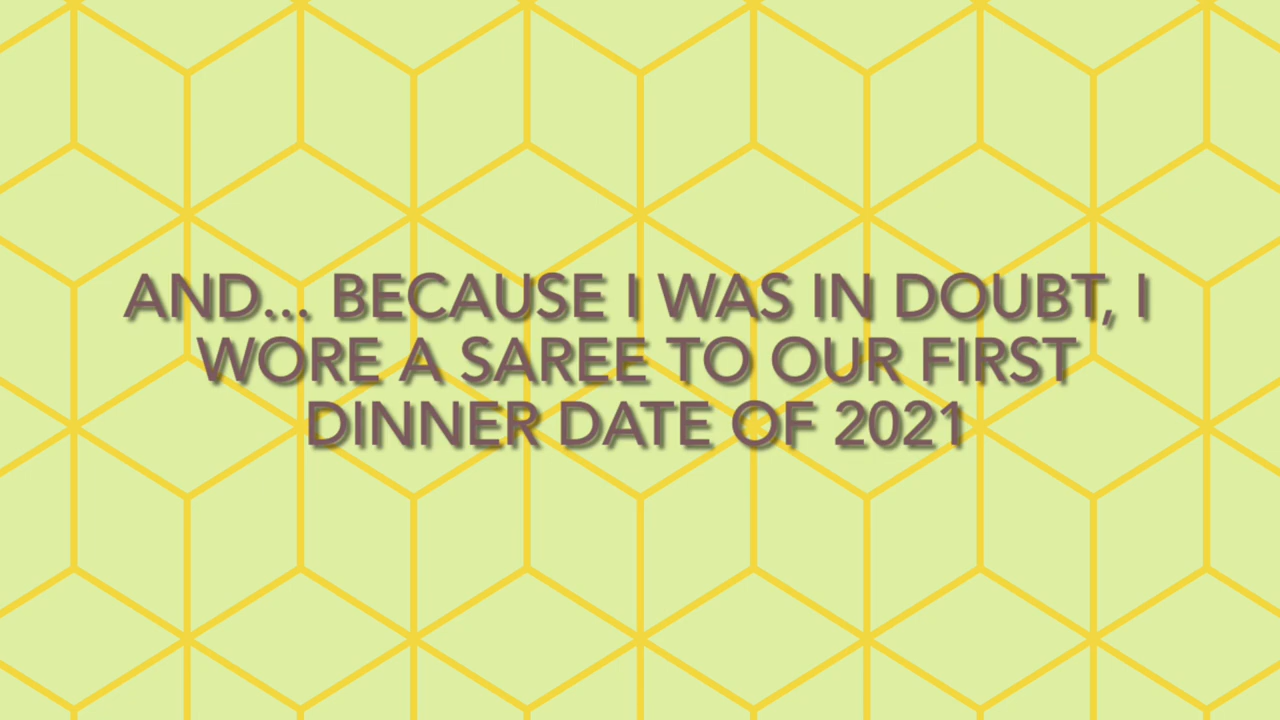 AND... BECAUSE I WAS IN DOUBT, I
WORE A SAREE TO OUR FIRST
DINNER DATE OF 2021